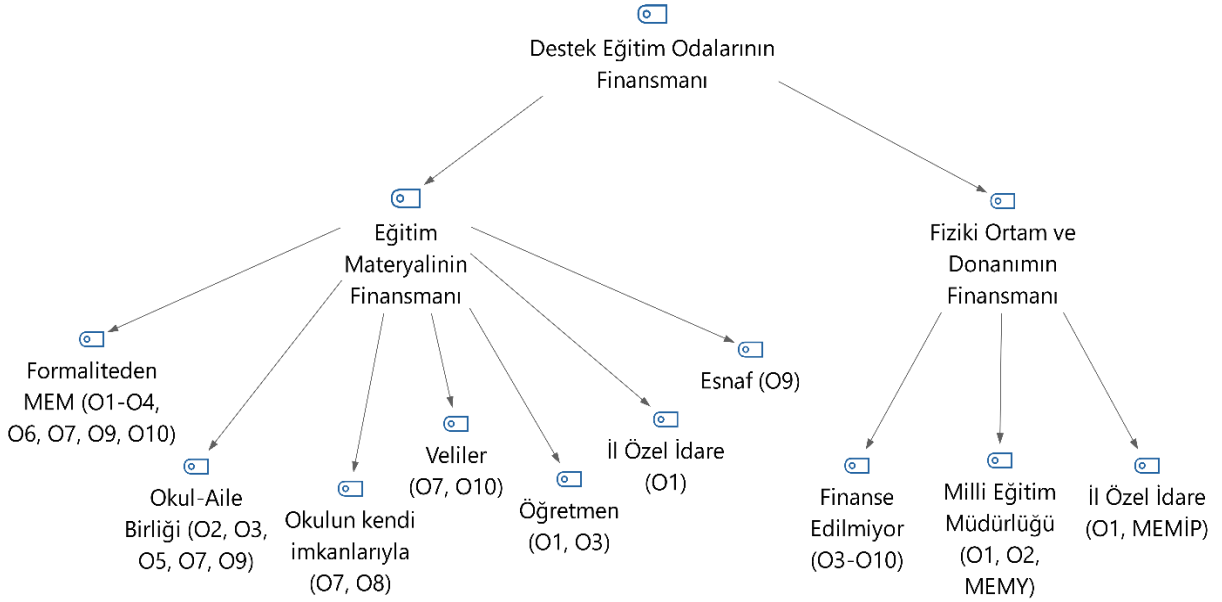 Destek Eğitim Odalarının
Finansmanı
Eğitim
Materyalinin
Finansmanı
Fiziki Ortam ve
Donanımın
Finansmanı
Formaliteden
MEM (O1-O4,
O6, O7, O9, O10)
Okul-Aile
Birliği (O2, O3,
O5, O7, O9)
Okulun kendi
imkanlarıyla
(O7, O8)
Veliler
(O7, O10)
Öğretmen
(O1, O3)
İl Özel İdare
(O1)
Esnaf (O9)
Finanse
Edilmiyor
(O3-O10)
Milli Eğitim
Müdürlüğü
(O1, O2,
MEMY)
İl Özel İdare
(O1, MEMİP)